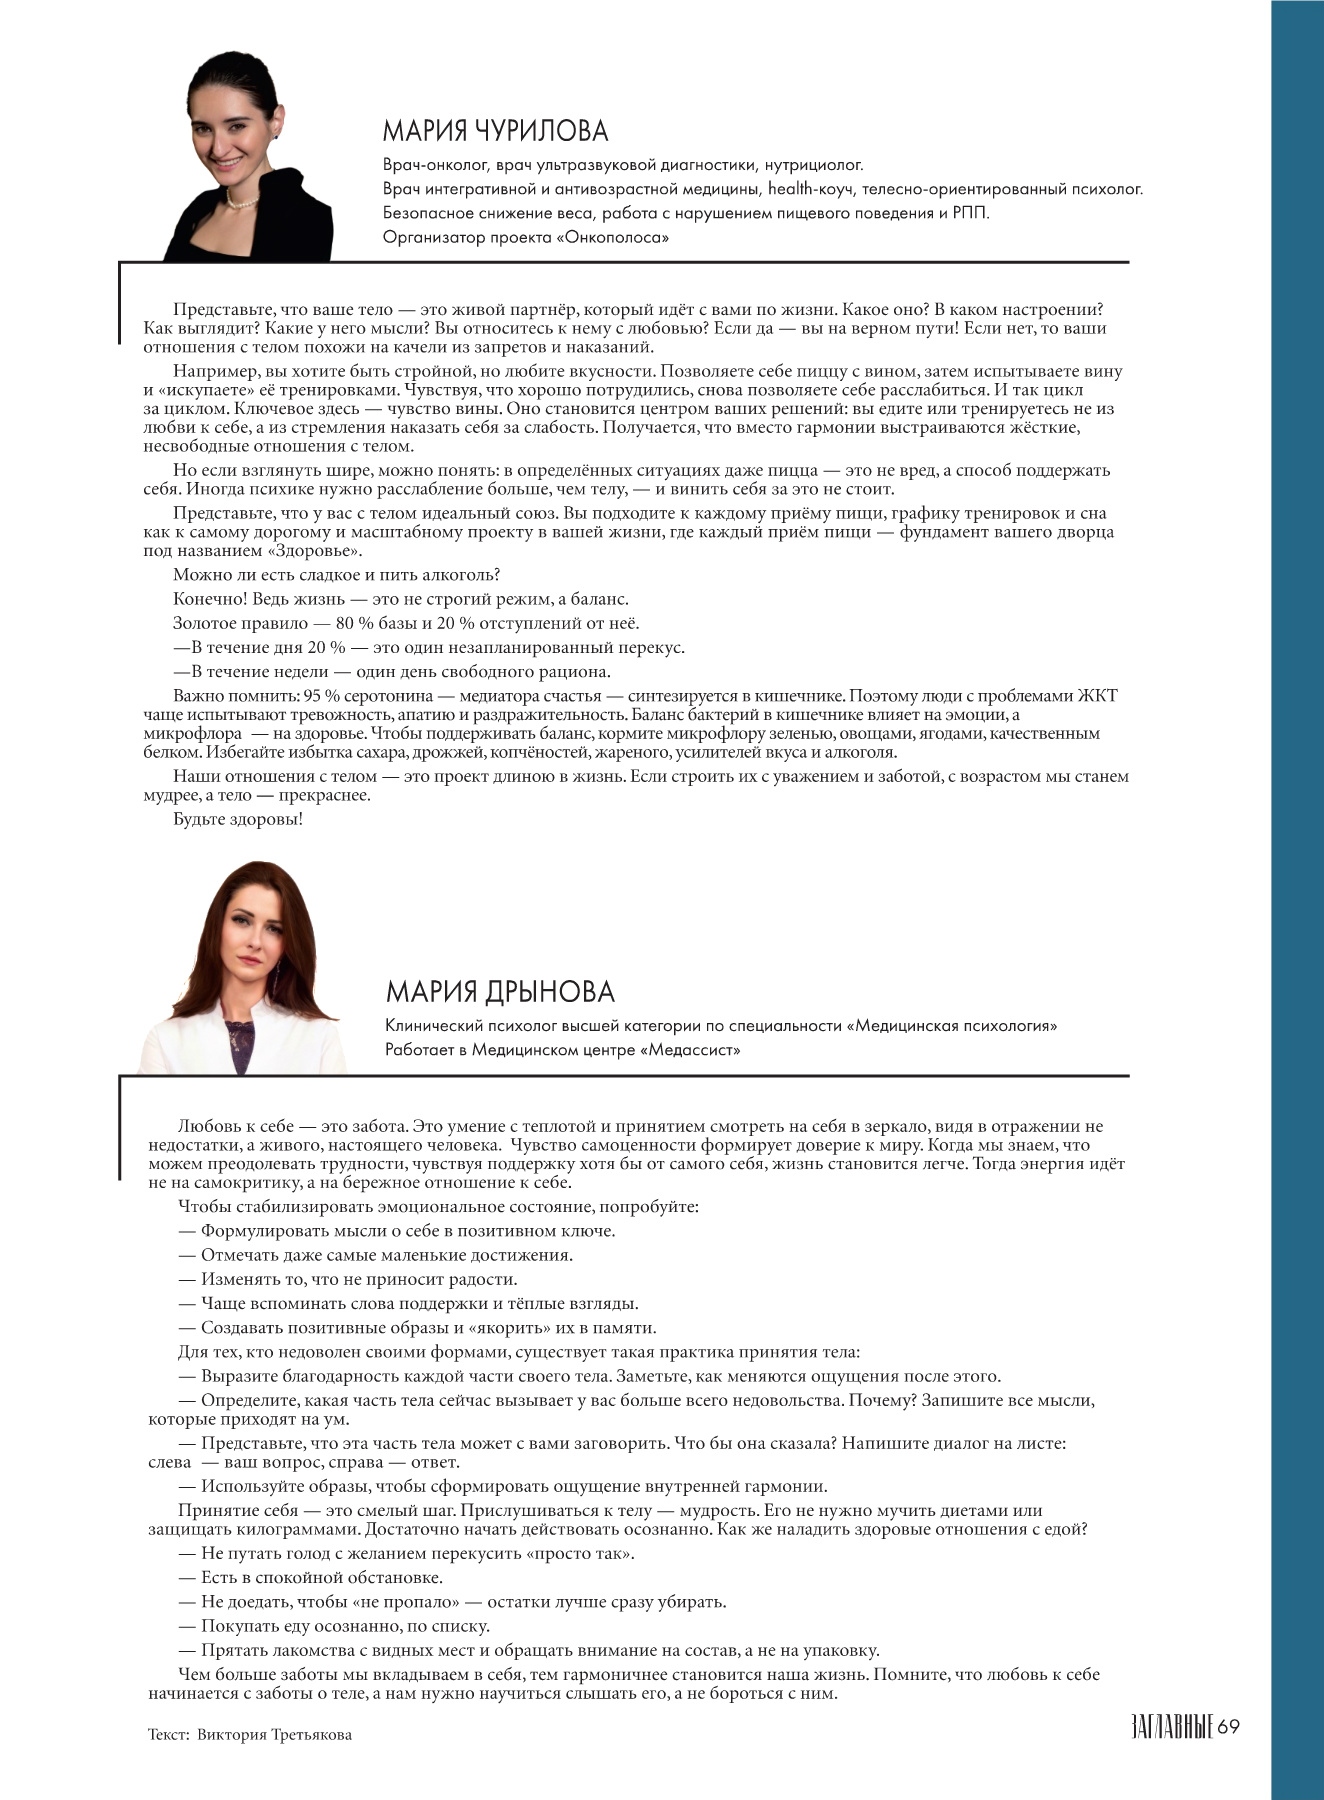 МАРИЯ ЧУРИЛОВА
Врач-онколог, врач ультразвуковой диагностики, нутрициолог.
Врач интегративной и антивозрастной медицины, health-коуч, телесно-ориентированный психолог.
Безопасное снижение веса, работа с нарушением пищевого поведения и РПП.
Организатор проекта «Онкополоса»
Представьте, что ваше тело — это живой партнёр, который идёт с вами по жизни. Какое оно? В каком настроении?
Как выглядит? Какие у него мысли? Вы относитесь к нему с любовью? Если да — вы на верном пути! Если нет, то ваши
отношения с телом похожи на качели из запретов и наказаний.
Например, вы хотите быть стройной, но любите вкусности. Позволяете себе пиццу с вином, затем испытываете вину
и «искупаете» её тренировками. Чувствуя, что хорошо потрудились, снова позволяете себе расслабиться. И так цикл
за циклом. Ключевое здесь — чувство вины. Оно становится центром ваших решений: вы едите или тренируетесь не из
любви к себе, а из стремления наказать себя за слабость. Получается, что вместо гармонии выстраиваются жёсткие,
несвободные отношения с телом.
Но если взглянуть шире, можно понять: в определённых ситуациях даже пицца — это не вред, а способ поддержать
себя. Иногда психике нужно расслабление больше, чем телу, — и винить себя за это не стоит.
Представьте, что у вас с телом идеальный союз. Вы подходите к каждому приёму пищи, графику тренировок и сна
как к самому дорогому и масштабному проекту в вашей жизни, где каждый приём пищи — фундамент вашего дворца
под названием «Здоровье».
Можно ли есть сладкое и пить алкоголь?
Конечно! Ведь жизнь — это не строгий режим, а баланс.
Золотое правило — 80 % базы и 20 % отступлений от неё.
—В течение дня 20 % — это один незапланированный перекус.
—В течение недели — один день свободного рациона.
Важно помнить: 95 % серотонина — медиатора счастья — синтезируется в кишечнике. Поэтому люди с проблемами ЖКТ
чаще испытывают тревожность, апатию и раздражительность. Баланс бактерий в кишечнике влияет на эмоции, а
микрофлора — на здоровье. Чтобы поддерживать баланс, кормите микрофлору зеленью, овощами, ягодами, качественным
белком. Избегайте избытка сахара, дрожжей, копчёностей, жареного, усилителей вкуса и алкоголя.
Наши отношения с телом — это проект длиною в жизнь. Если строить их с уважением и заботой, с возрастом мы станем
мудрее, а тело — прекраснее.
Будьте здоровы!
МАРИЯ ДРЫНОВА
Клинический психолог высшей категории по специальности «Медицинская психология»
Работает в Медицинском центре «Медассист»
Любовь к себе — это забота. Это умение с теплотой и принятием смотреть на себя в зеркало, видя в отражении не
недостатки, а живого, настоящего человека. Чувство самоценности формирует доверие к миру. Когда мы знаем, что
можем преодолевать трудности, чувствуя поддержку хотя бы от самого себя, жизнь становится легче. Тогда энергия идёт
не на самокритику, а на бережное отношение к себе.
Чтобы стабилизировать эмоциональное состояние, попробуйте:
— Формулировать мысли о себе в позитивном ключе.
— Отмечать даже самые маленькие достижения.
— Изменять то, что не приносит радости.
— Чаще вспоминать слова поддержки и тёплые взгляды.
— Создавать позитивные образы и «якорить» их в памяти.
Для тех, кто недоволен своими формами, существует такая практика принятия тела:
— Выразите благодарность каждой части своего тела. Заметьте, как меняются ощущения после этого.
— Определите, какая часть тела сейчас вызывает у вас больше всего недовольства. Почему? Запишите все мысли,
которые приходят на ум.
— Представьте, что эта часть тела может с вами заговорить. Что бы она сказала? Напишите диалог на листе:
слева — ваш вопрос, справа — ответ.
— Используйте образы, чтобы сформировать ощущение внутренней гармонии.
Принятие себя — это смелый шаг. Прислушиваться к телу — мудрость. Его не нужно мучить диетами или
защищать килограммами. Достаточно начать действовать осознанно. Как же наладить здоровые отношения с едой?
— Не путать голод с желанием перекусить «просто так».
— Есть в спокойной обстановке.
— Не доедать, чтобы «не пропало» — остатки лучше сразу убирать.
— Покупать еду осознанно, по списку.
— Прятать лакомства с видных мест и обращать внимание на состав, а не на упаковку.
Чем больше заботы мы вкладываем в себя, тем гармоничнее становится наша жизнь. Помните, что любовь к себе
начинается с заботы о теле, а нам нужно научиться слышать его, а не бороться с ним.
Текст: Виктория Третьякова
ЗАГЛАВНЫЕ 69